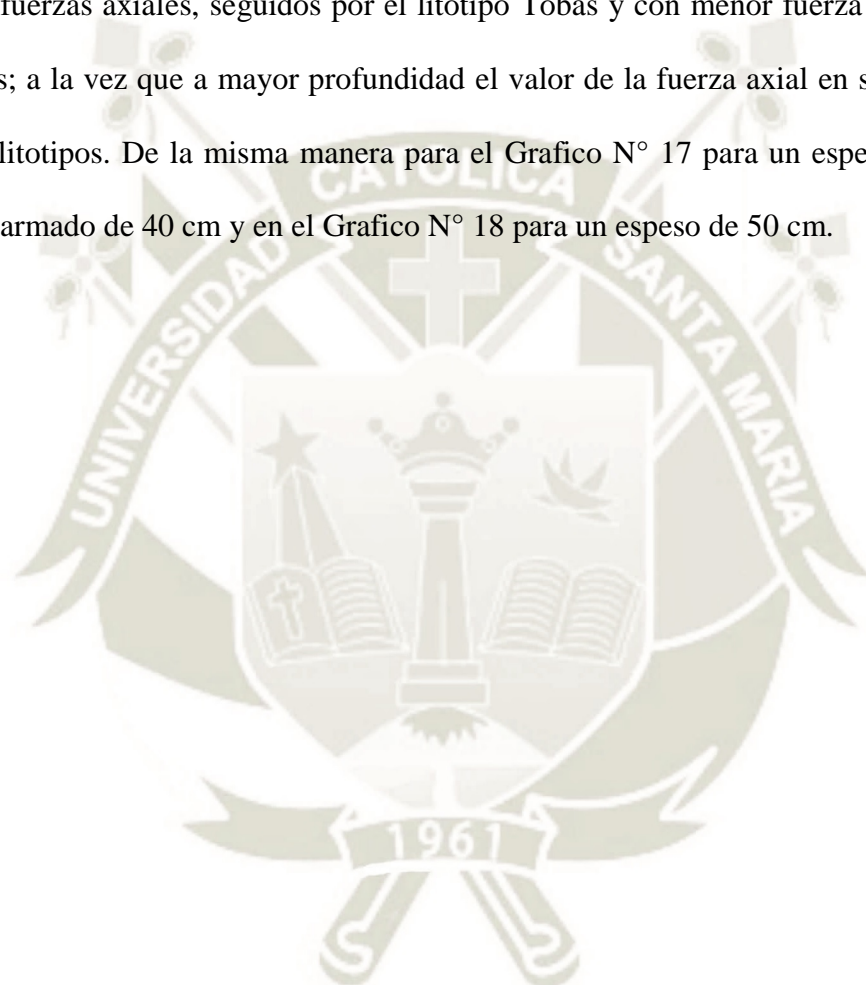 fuerzas axiales, seguidos por el litotipo Tobas y con menor fuerza
s; a la vez que a mayor profundidad el valor de la fuerza axial en s
litotipos. De la misma manera para el Grafico N° 17 para un espe
armado de 40 cm y en el Grafico N° 18 para un espeso de 50 cm.
UNIVERSIDAD CATOLICA SANTA MARIA
1961